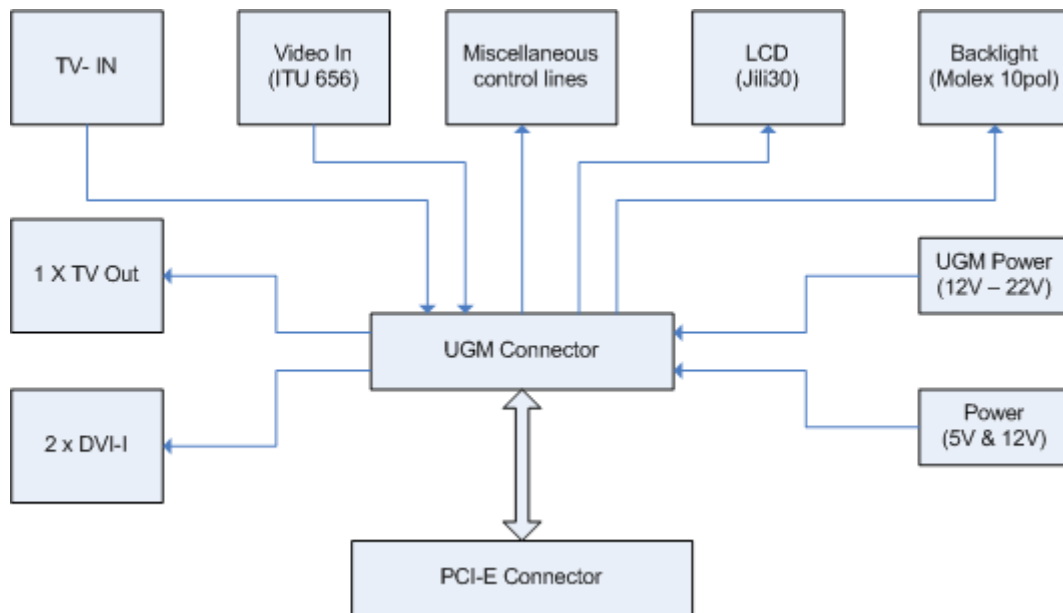 TV- IN
Video In
(ITU 656)
Miscellaneous
control lines
LCD
(Jili30)
Backlight
(Molex 10pol)
1 X TV Out
UGM Power
(12V – 22V)
UGM Connector
2 x DVI-I
Power
(5V & 12V)
PCI-E Connector